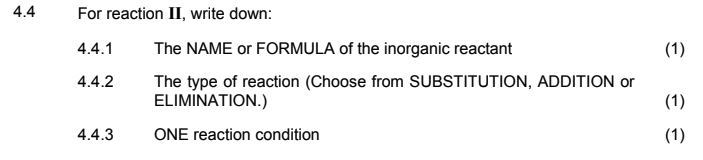 4.4 For reaction II, write down:
4.4.1 The NAME or FORMULA of the inorganic reactant (1)
4.4.2 The type of reaction (Choose from SUBSTITUTION, ADDITION or
ELIMINATION.) (1)
4.4.3 ONE reaction condition (1)